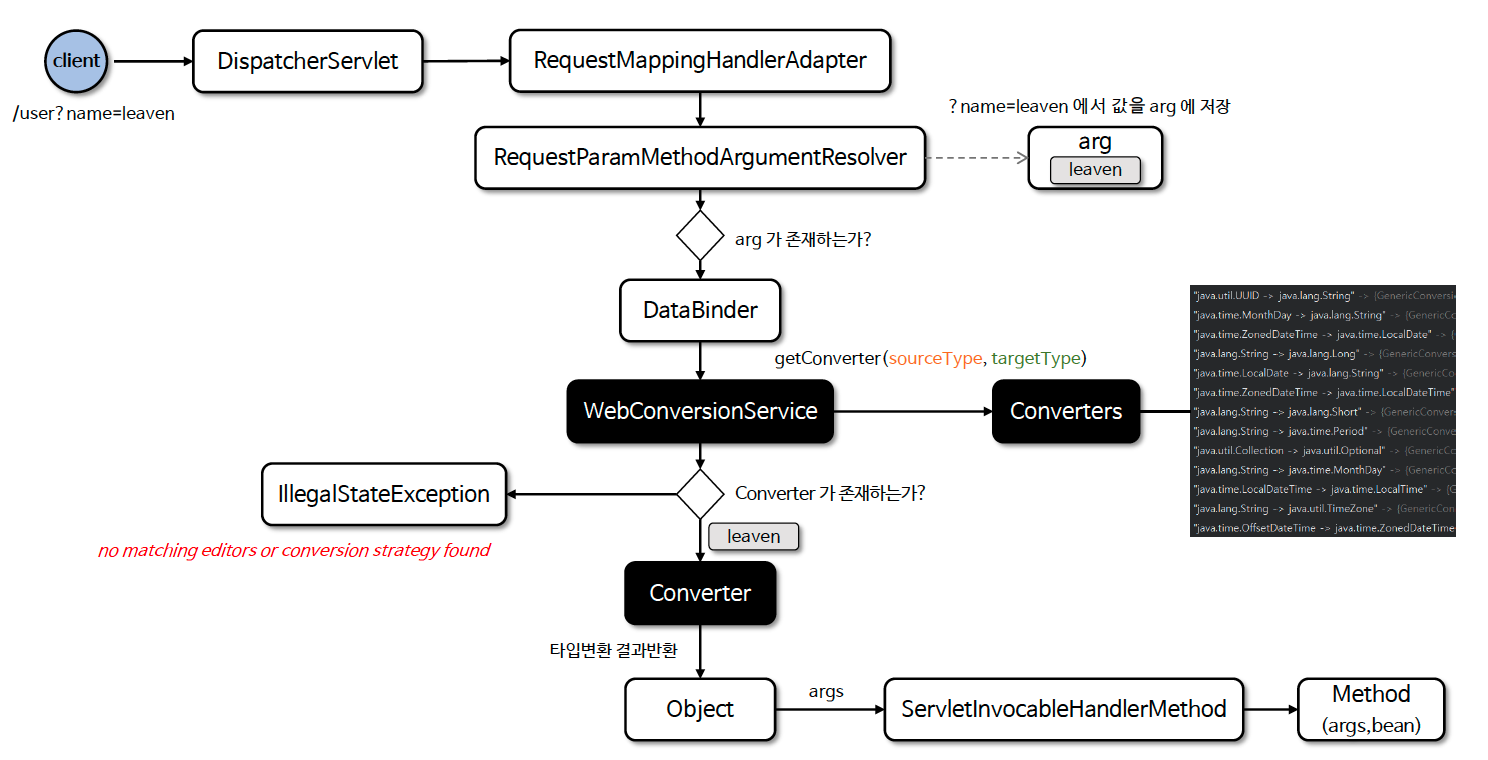 client
DispatcherServlet
RequestMappingHandlerAdapter
/user?name=leaven
?name=leaven 에서 값을 arg 에 저장
RequestParamMethodArgumentResolver
arg
leaven
arg 가 존재하는가?
DataBinder
getConverter(sourceType, targetType)
WebConversionService
Converters
"java.util.UUID -> java.lang.String" -> {GenericConversi
"java.time.MonthDay -> java.lang.String" -> {GenericCo
"java.time.ZonedDateTime -> java.time.LocalDate" -> {
"java.lang.String -> java.lang.Long" -> {GenericConvers
"java.time.LocalDate -> java.lang.String" -> {GenericCo
"java.time.ZonedDateTime -> java.time.LocalDateTime"
"java.lang.String -> java.lang.Short" -> {GenericConver
"java.lang.String -> java.time.Period" -> {GenericConve
"java.util.Collection -> java.util.Optional" -> {GenericCo
"java.lang.String -> java.time.MonthDay" -> {GenericCo
"java.time.LocalDateTime -> java.time.LocalTime" -> {G
"java.lang.String -> java.util.TimeZone" -> {GenericCon
"java.time.OffsetDateTime -> java.time.ZonedDateTime
IllegalStateException
Converter 가 존재하는가?
no matching editors or conversion strategy found
leaven
Converter
타입변환 결과반환
Object
args
ServletInvocableHandlerMethod
Method
(args,bean)